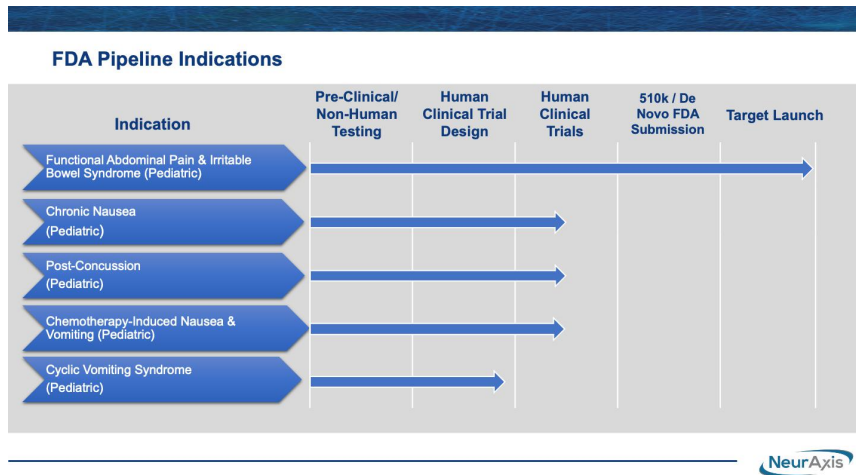 FDA Pipeline Indications
Indication
Pre-Clinical/
Non-Human
Testing
Human
Clinical Trial
Design
Human
Clinical
Trials
510k / De
Novo FDA
Submission
Target Launch
Functional Abdominal Pain & Irritable
Bowel Syndrome (Pediatric)
Chronic Nausea
(Pediatric)
Post-Concussion
(Pediatric)
Chemotherapy-Induced Nausea &
Vomiting (Pediatric)
Cyclic Vomiting Syndrome
(Pediatric)
NeurAxis